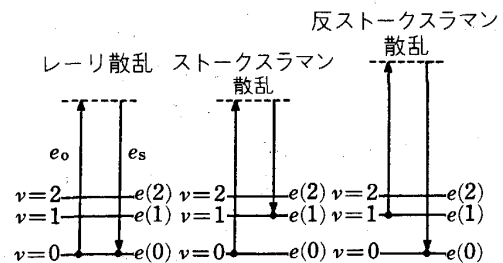 反ストークスラマン
散乱
レーリ散乱 ストークスラマン
散乱
e₀ eₛ
ν=2 e(2) ν=2 e(2) ν=2 e(2)
ν=1 e(1) ν=1 e(1) ν=1 e(1)
ν=0 e(0) ν=0 e(0) ν=0 e(0)